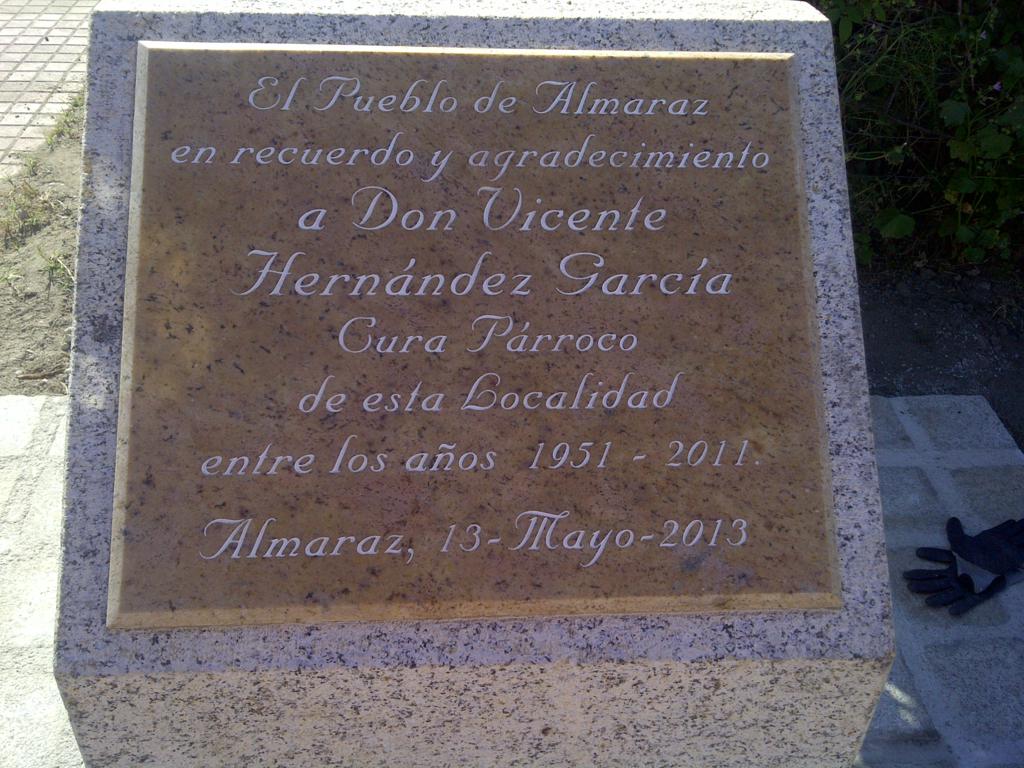 El Pueblo de Almaraz
en recuerdo y agradecimiento
a Don Vicente
Hernández García
Cura Párroco
de esta Localidad
entre los años 1951 - 2011.
Almaraz, 13-Mayo-2013